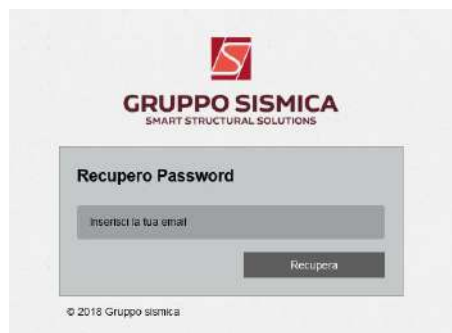 GRUPPO SISMICA
SMART STRUCTURAL SOLUTIONS
Recupero Password
Inserisci la tua email
Recupera
© 2018 Gruppo sismica